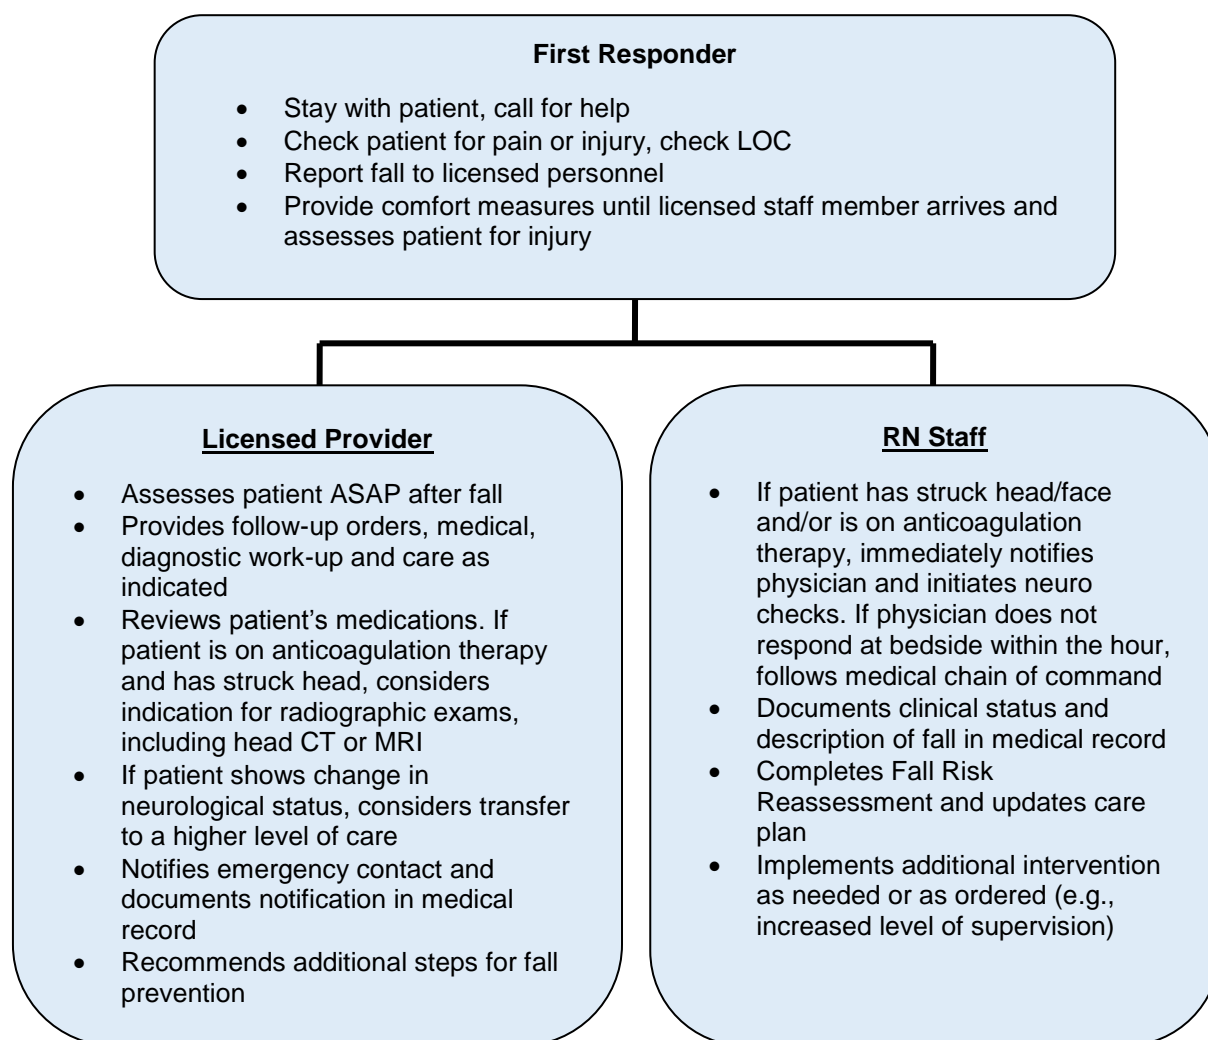 First Responder
• Stay with patient, call for help
• Check patient for pain or injury, check LOC
• Report fall to licensed personnel
• Provide comfort measures until licensed staff member arrives and
assesses patient for injury
Licensed Provider
• Assesses patient ASAP after fall
• Provides follow-up orders, medical,
diagnostic work-up and care as
indicated
• Reviews patient’s medications. If
patient is on anticoagulation therapy
and has struck head, considers
indication for radiographic exams,
including head CT or MRI
• If patient shows change in
neurological status, considers transfer
to a higher level of care
• Notifies emergency contact and
documents notification in medical
record
• Recommends additional steps for fall
prevention
RN Staff
• If patient has struck head/face
and/or is on anticoagulation
therapy, immediately notifies
physician and initiates neuro
checks. If physician does not
respond at bedside within the hour,
follows medical chain of command
• Documents clinical status and
description of fall in medical record
• Completes Fall Risk
Reassessment and updates care
plan
• Implements additional intervention
as needed or as ordered (e.g.,
increased level of supervision)